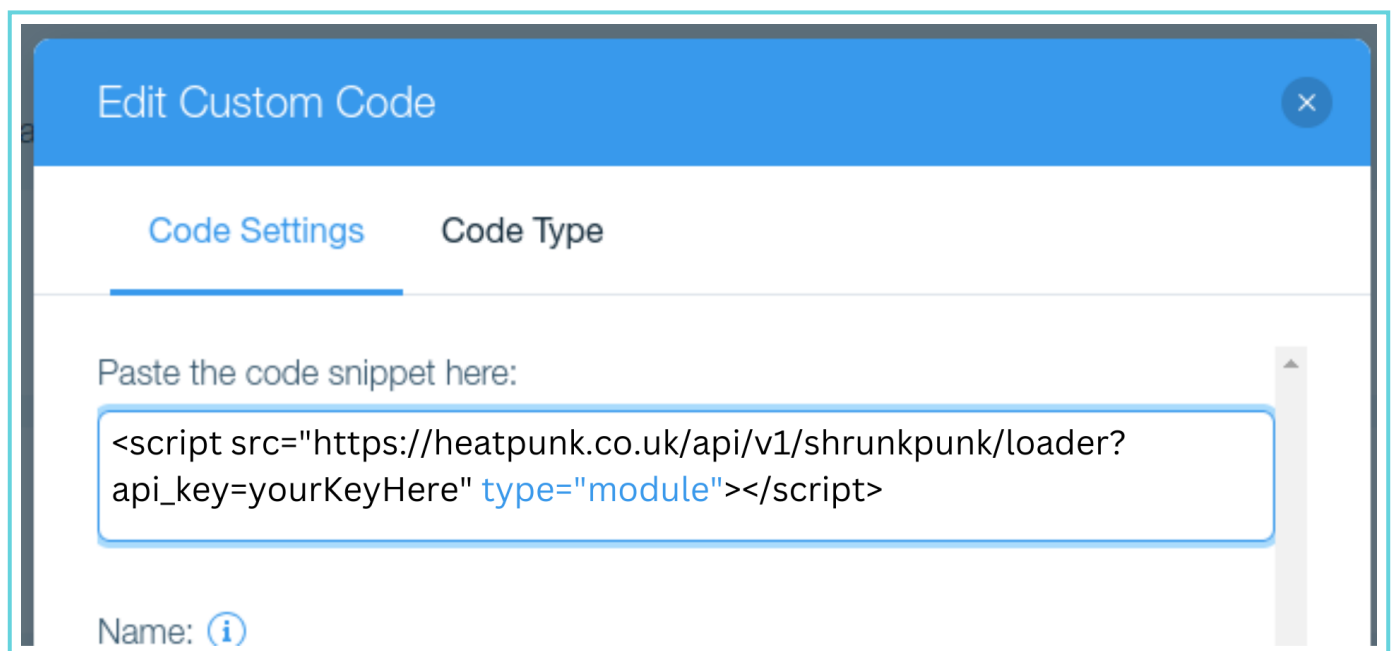 Edit Custom Code
Code Settings
Code Type
Paste the code snippet here:
<script src="https://heatpunk.co.uk/api/v1/shrunkpunk/loader?
api_key=yourKeyHere" type="module"></script>
Name: